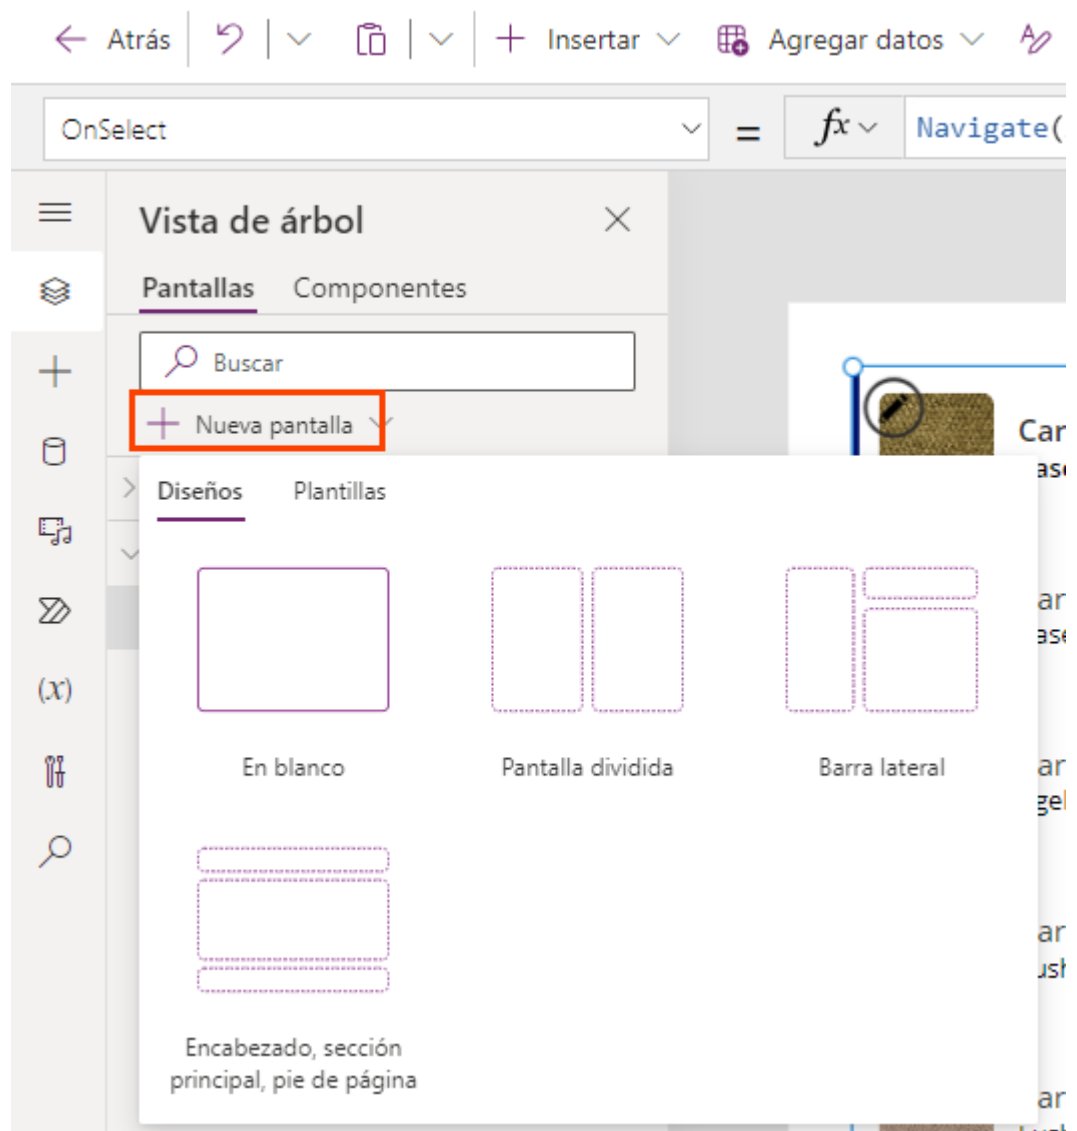 Atrás
Insertar
Agregar datos
OnSelect
=
fx
Navigate(
Vista de árbol
Pantallas Componentes
Buscar
Nueva pantalla
Diseños Plantillas
(x)
En blanco Pantalla dividida Barra lateral
Encabezado, sección
principal, pie de página